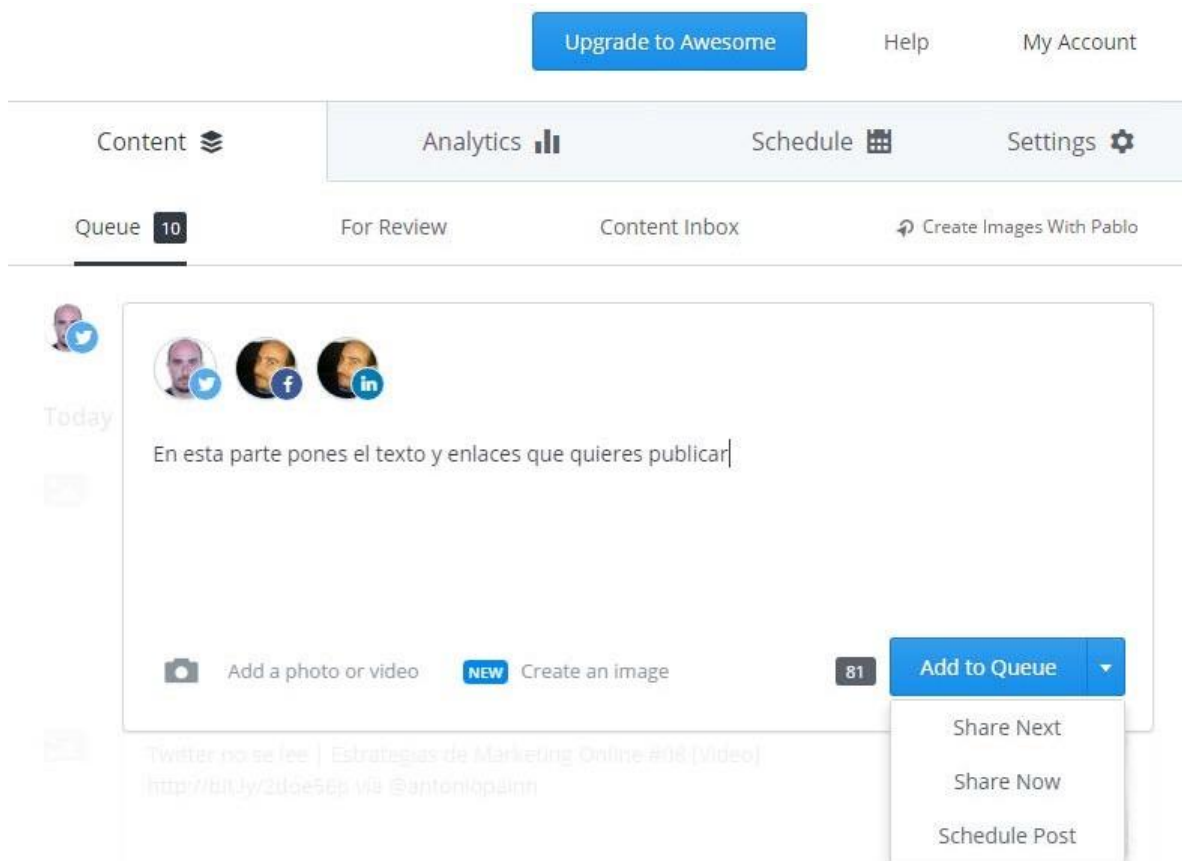 Upgrade to Awesome Help My Account
Content Analytics Schedule Settings
Queue 10 For Review Content Inbox Create Images With Pablo
Today
En esta parte pones el texto y enlaces que quieres publicar
Add a photo or video NEW Create an image 81 Add to Queue
Share Next
Twitter no se lee | Estrategias de Marketing Online #08 [Video]
Share Now
via @antoniopainn
Schedule Post